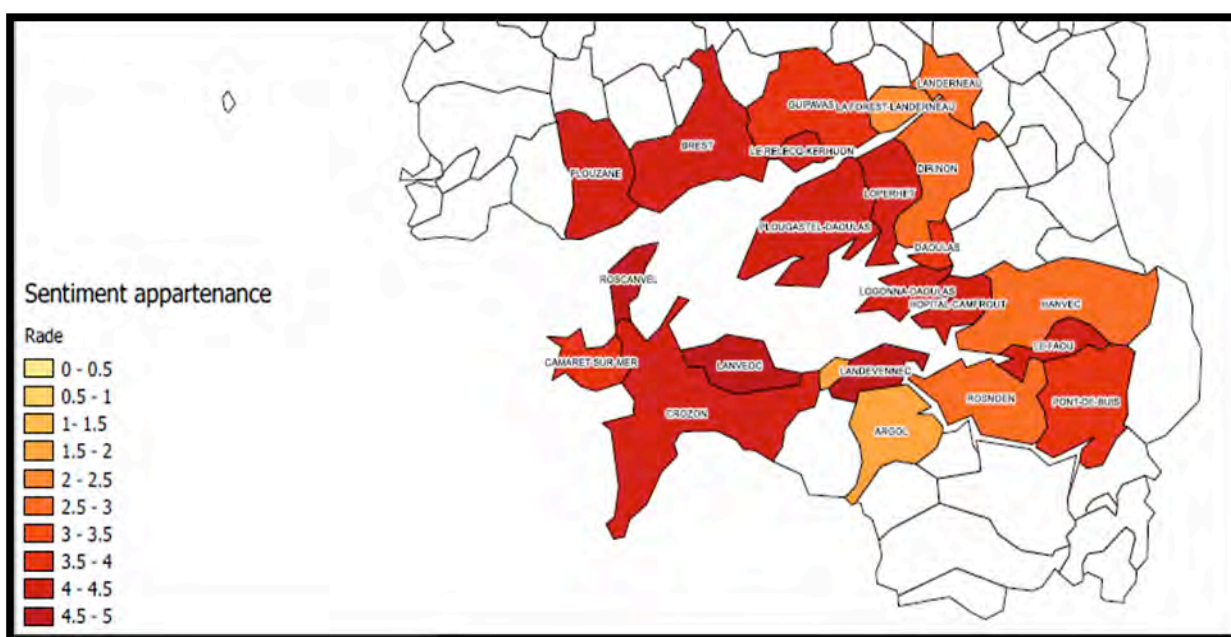 LANDERNEAU
GUIPAVAS
LA FOREST-LANDERNEAU
BREST
LE RELECQ-KERHUON
PLOUZANE
DIRINON
LOPERHET
PLOUGASTEL-DAOULAS
DAOULAS
ROSCANVEL
Sentiment appartenance
LOGONNA-DAOULAS
HOPITAL-CAMFROUT
HANVEC
Rade
LE FAOU
CAMARET-SUR-MER
LANVEOC
LANDEVENNEC
0 - 0.5
0.5 - 1
ROSNOEN
PONT-DE-BUIS
1- 1.5
CROZON
1.5 - 2
ARGOL
2 - 2.5
2.5 - 3
3 - 3.5
3.5 - 4
4 - 4.5
4.5 - 5